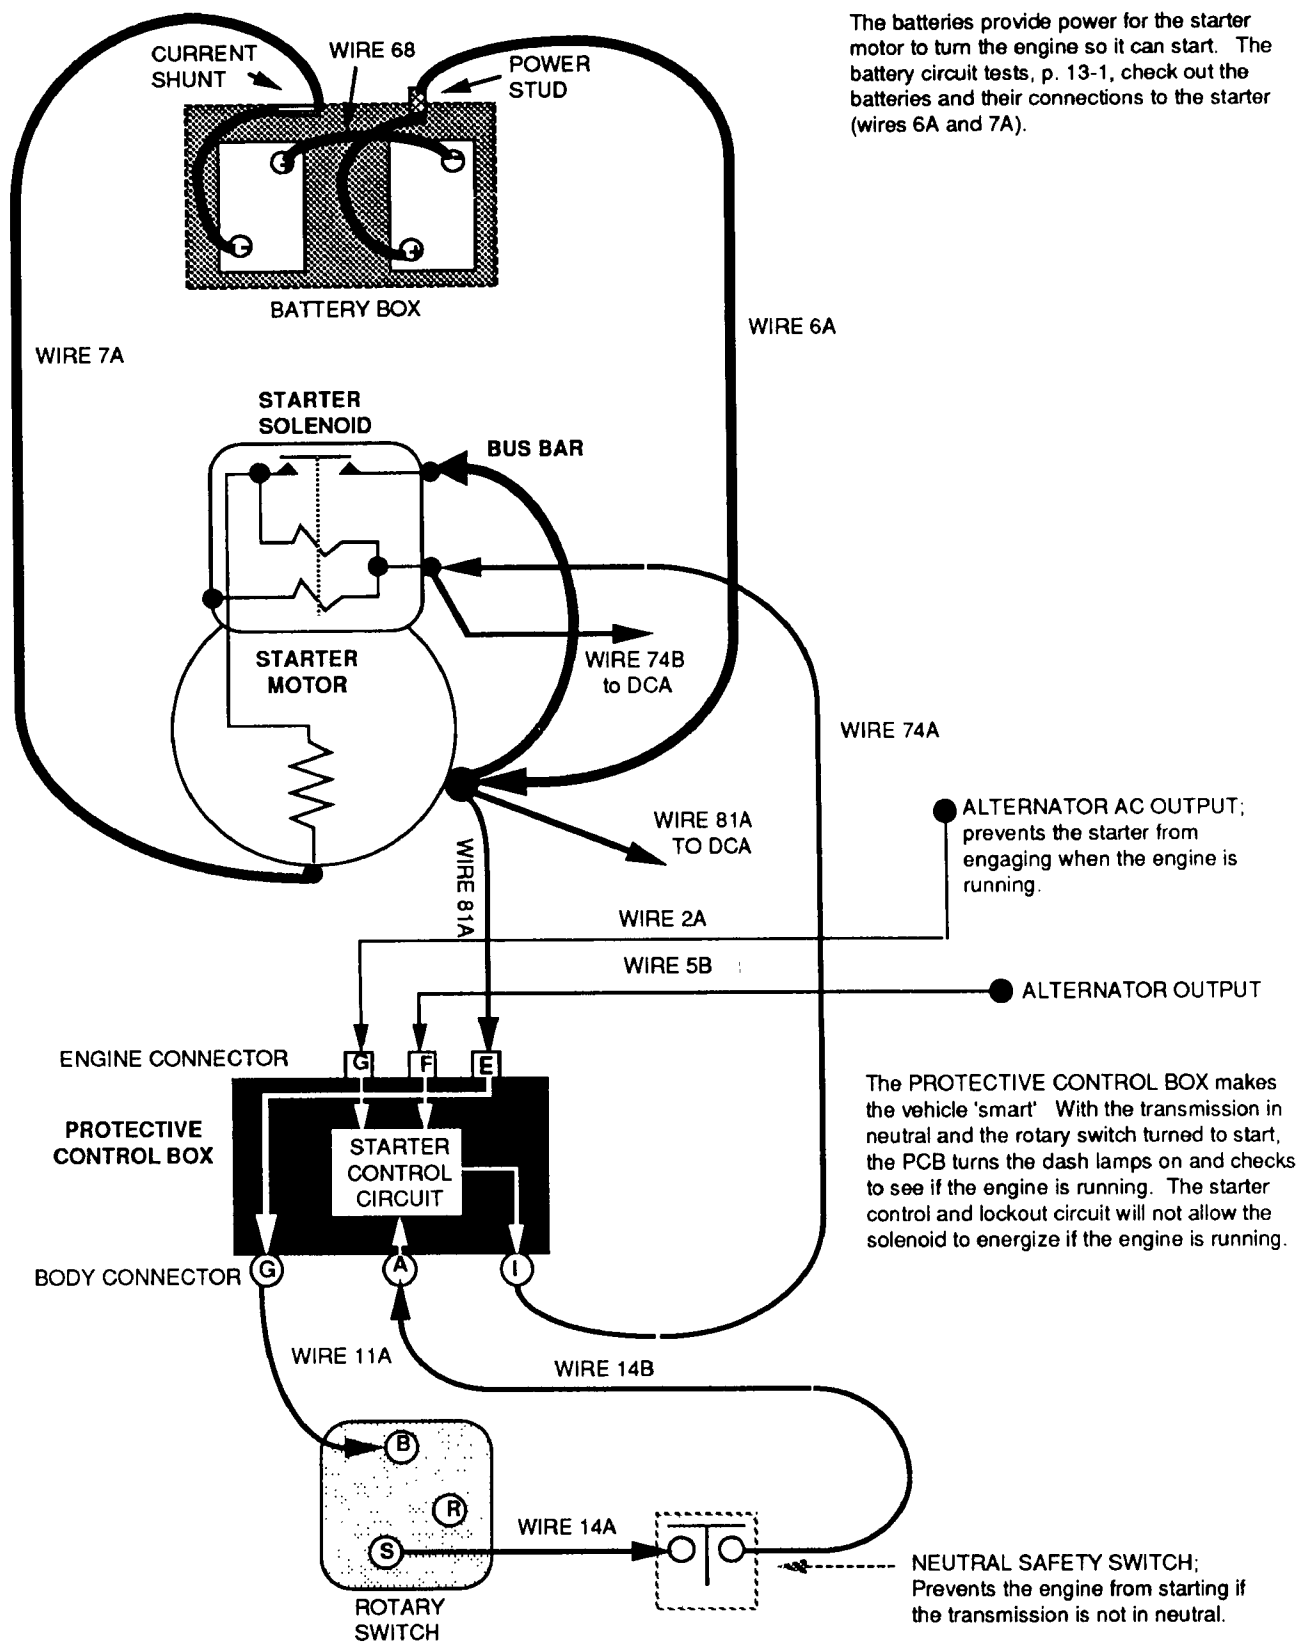 The batteries provide power for the starter
motor to turn the engine so it can start. The
battery circuit tests, p. 13-1, check out the
batteries and their connections to the starter
(wires 6A and 7A).
CURRENT
SHUNT
WIRE 68
POWER
STUD
+
-
-
+
BATTERY BOX
WIRE 7A
WIRE 6A
STARTER
SOLENOID
BUS BAR
STARTER
MOTOR
WIRE 74B
to DCA
WIRE 74A
WIRE 81A
TO DCA
WIRE 81A
ALTERNATOR AC OUTPUT;
prevents the starter from
engaging when the engine is
running.
WIRE 2A
WIRE 5B
ALTERNATOR OUTPUT
ENGINE CONNECTOR
G
F
E
PROTECTIVE
CONTROL BOX
STARTER
CONTROL
CIRCUIT
The PROTECTIVE CONTROL BOX makes
the vehicle 'smart' With the transmission in
neutral and the rotary switch turned to start,
the PCB turns the dash lamps on and checks
to see if the engine is running. The starter
control and lockout circuit will not allow the
solenoid to energize if the engine is running.
BODY CONNECTOR
G
A
I
WIRE 11A
WIRE 14B
B
R
S
WIRE 14A
ROTARY
SWITCH
NEUTRAL SAFETY SWITCH;
Prevents the engine from starting if
the transmission is not in neutral.